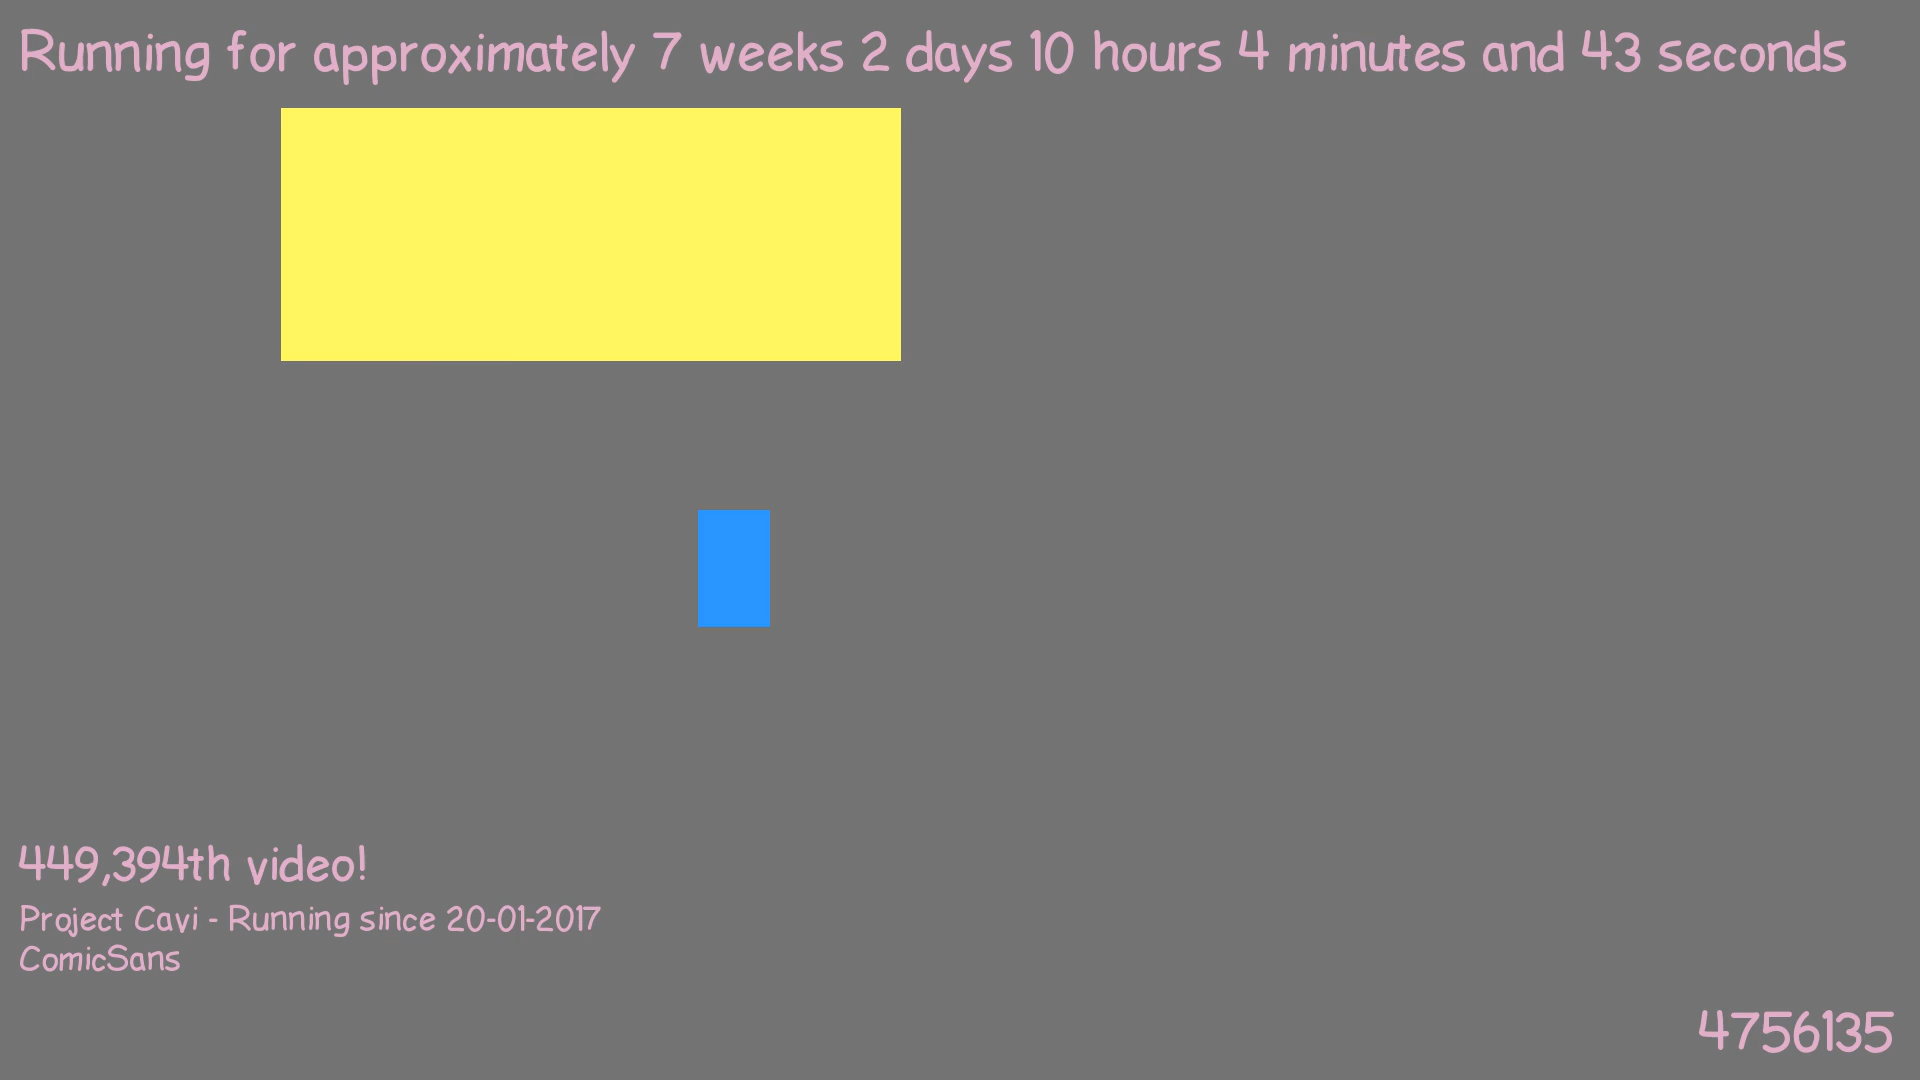 Running for approximately 7 weeks 2 days 10 hours 4 minutes and 43 seconds
449,394th video!
Project Cavi - Running since 20-01-2017
ComicSans
4756135